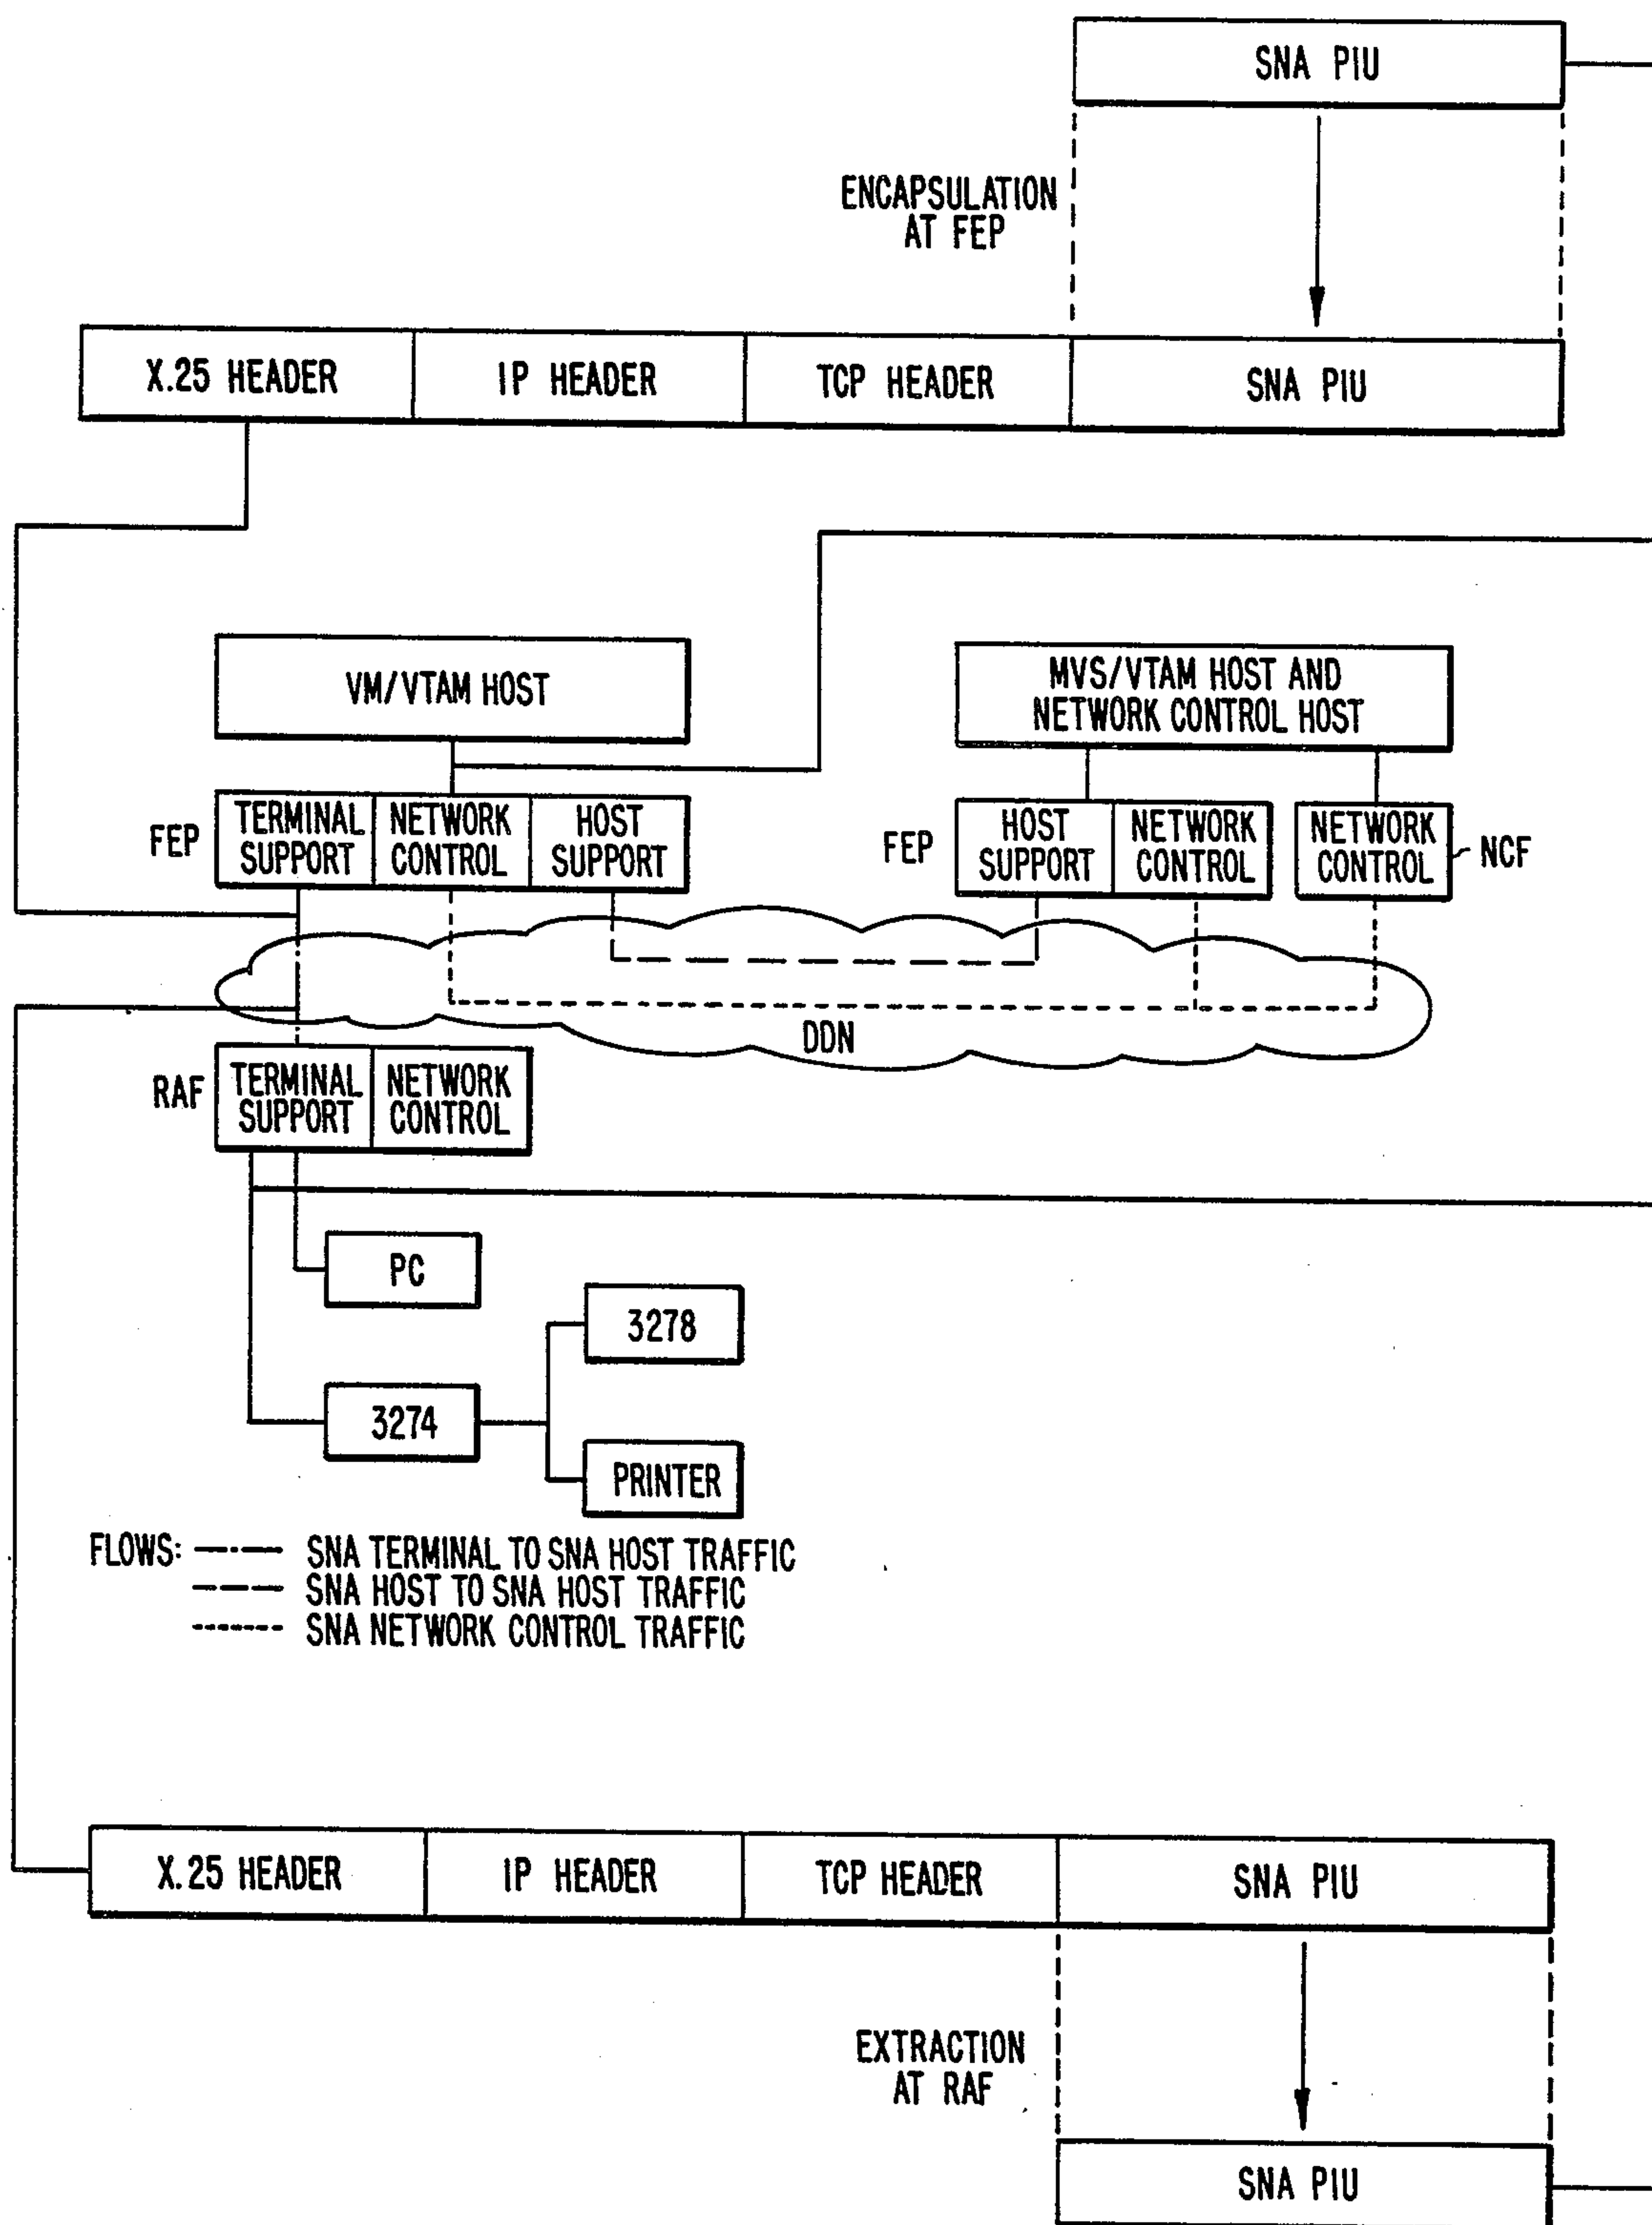 SNA PIU
ENCAPSULATION
AT FEP
X.25 HEADER
IP HEADER
TCP HEADER
SNA PIU
VM/VTAM HOST
MVS/VTAM HOST AND
NETWORK CONTROL HOST
FEP
TERMINAL
SUPPORT
NETWORK
CONTROL
HOST
SUPPORT
FEP
HOST
SUPPORT
NETWORK
CONTROL
NETWORK
CONTROL
NCF
DDN
RAF
TERMINAL
SUPPORT
NETWORK
CONTROL
PC
3278
3274
PRINTER
FLOWS: SNA TERMINAL TO SNA HOST TRAFFIC
SNA HOST TO SNA HOST TRAFFIC
SNA NETWORK CONTROL TRAFFIC
X.25 HEADER
IP HEADER
TCP HEADER
SNA PIU
EXTRACTION
AT RAF
SNA PIU